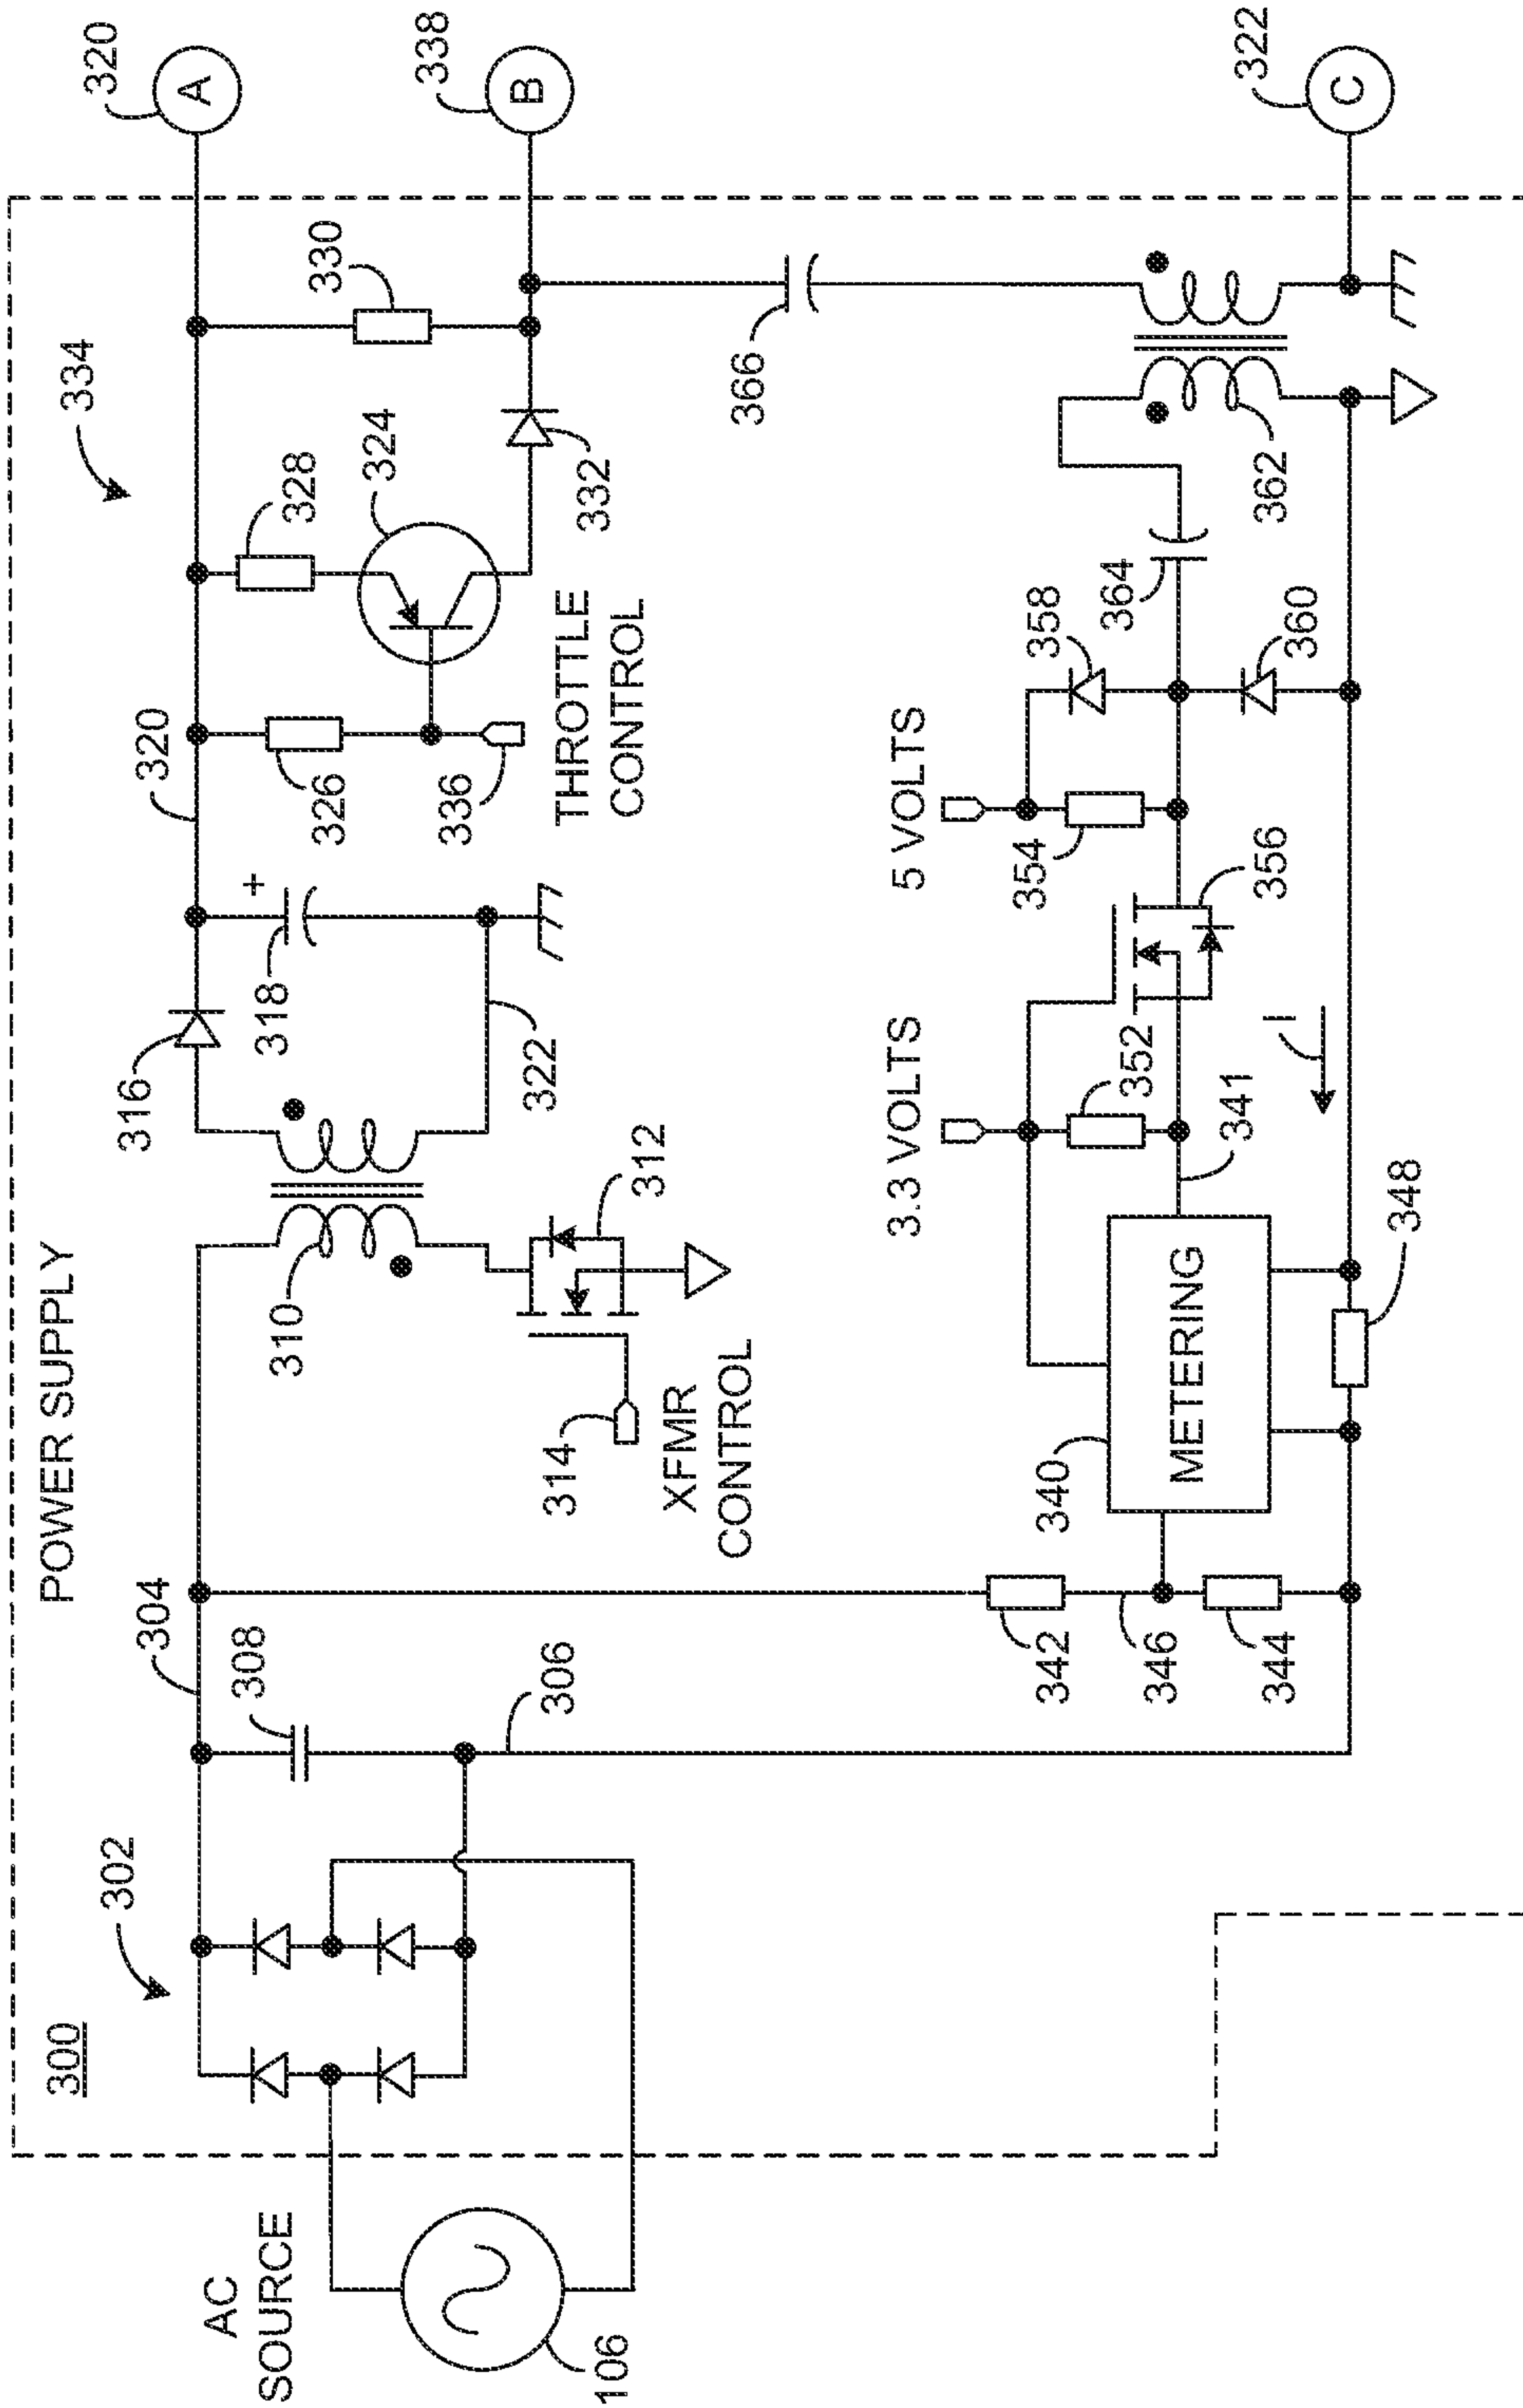 300
POWER SUPPLY
302
304
308
306
310
316
318
+
322
312
314
XFMR
CONTROL
320
326
336
THROTTLE
CONTROL
334
328
324
332
330
320
A
338
B
322
C
366
AC
SOURCE
106
342
346
344
340
METERING
348
341
3.3 VOLTS
352
I
356
5 VOLTS
354
358
360
364
362